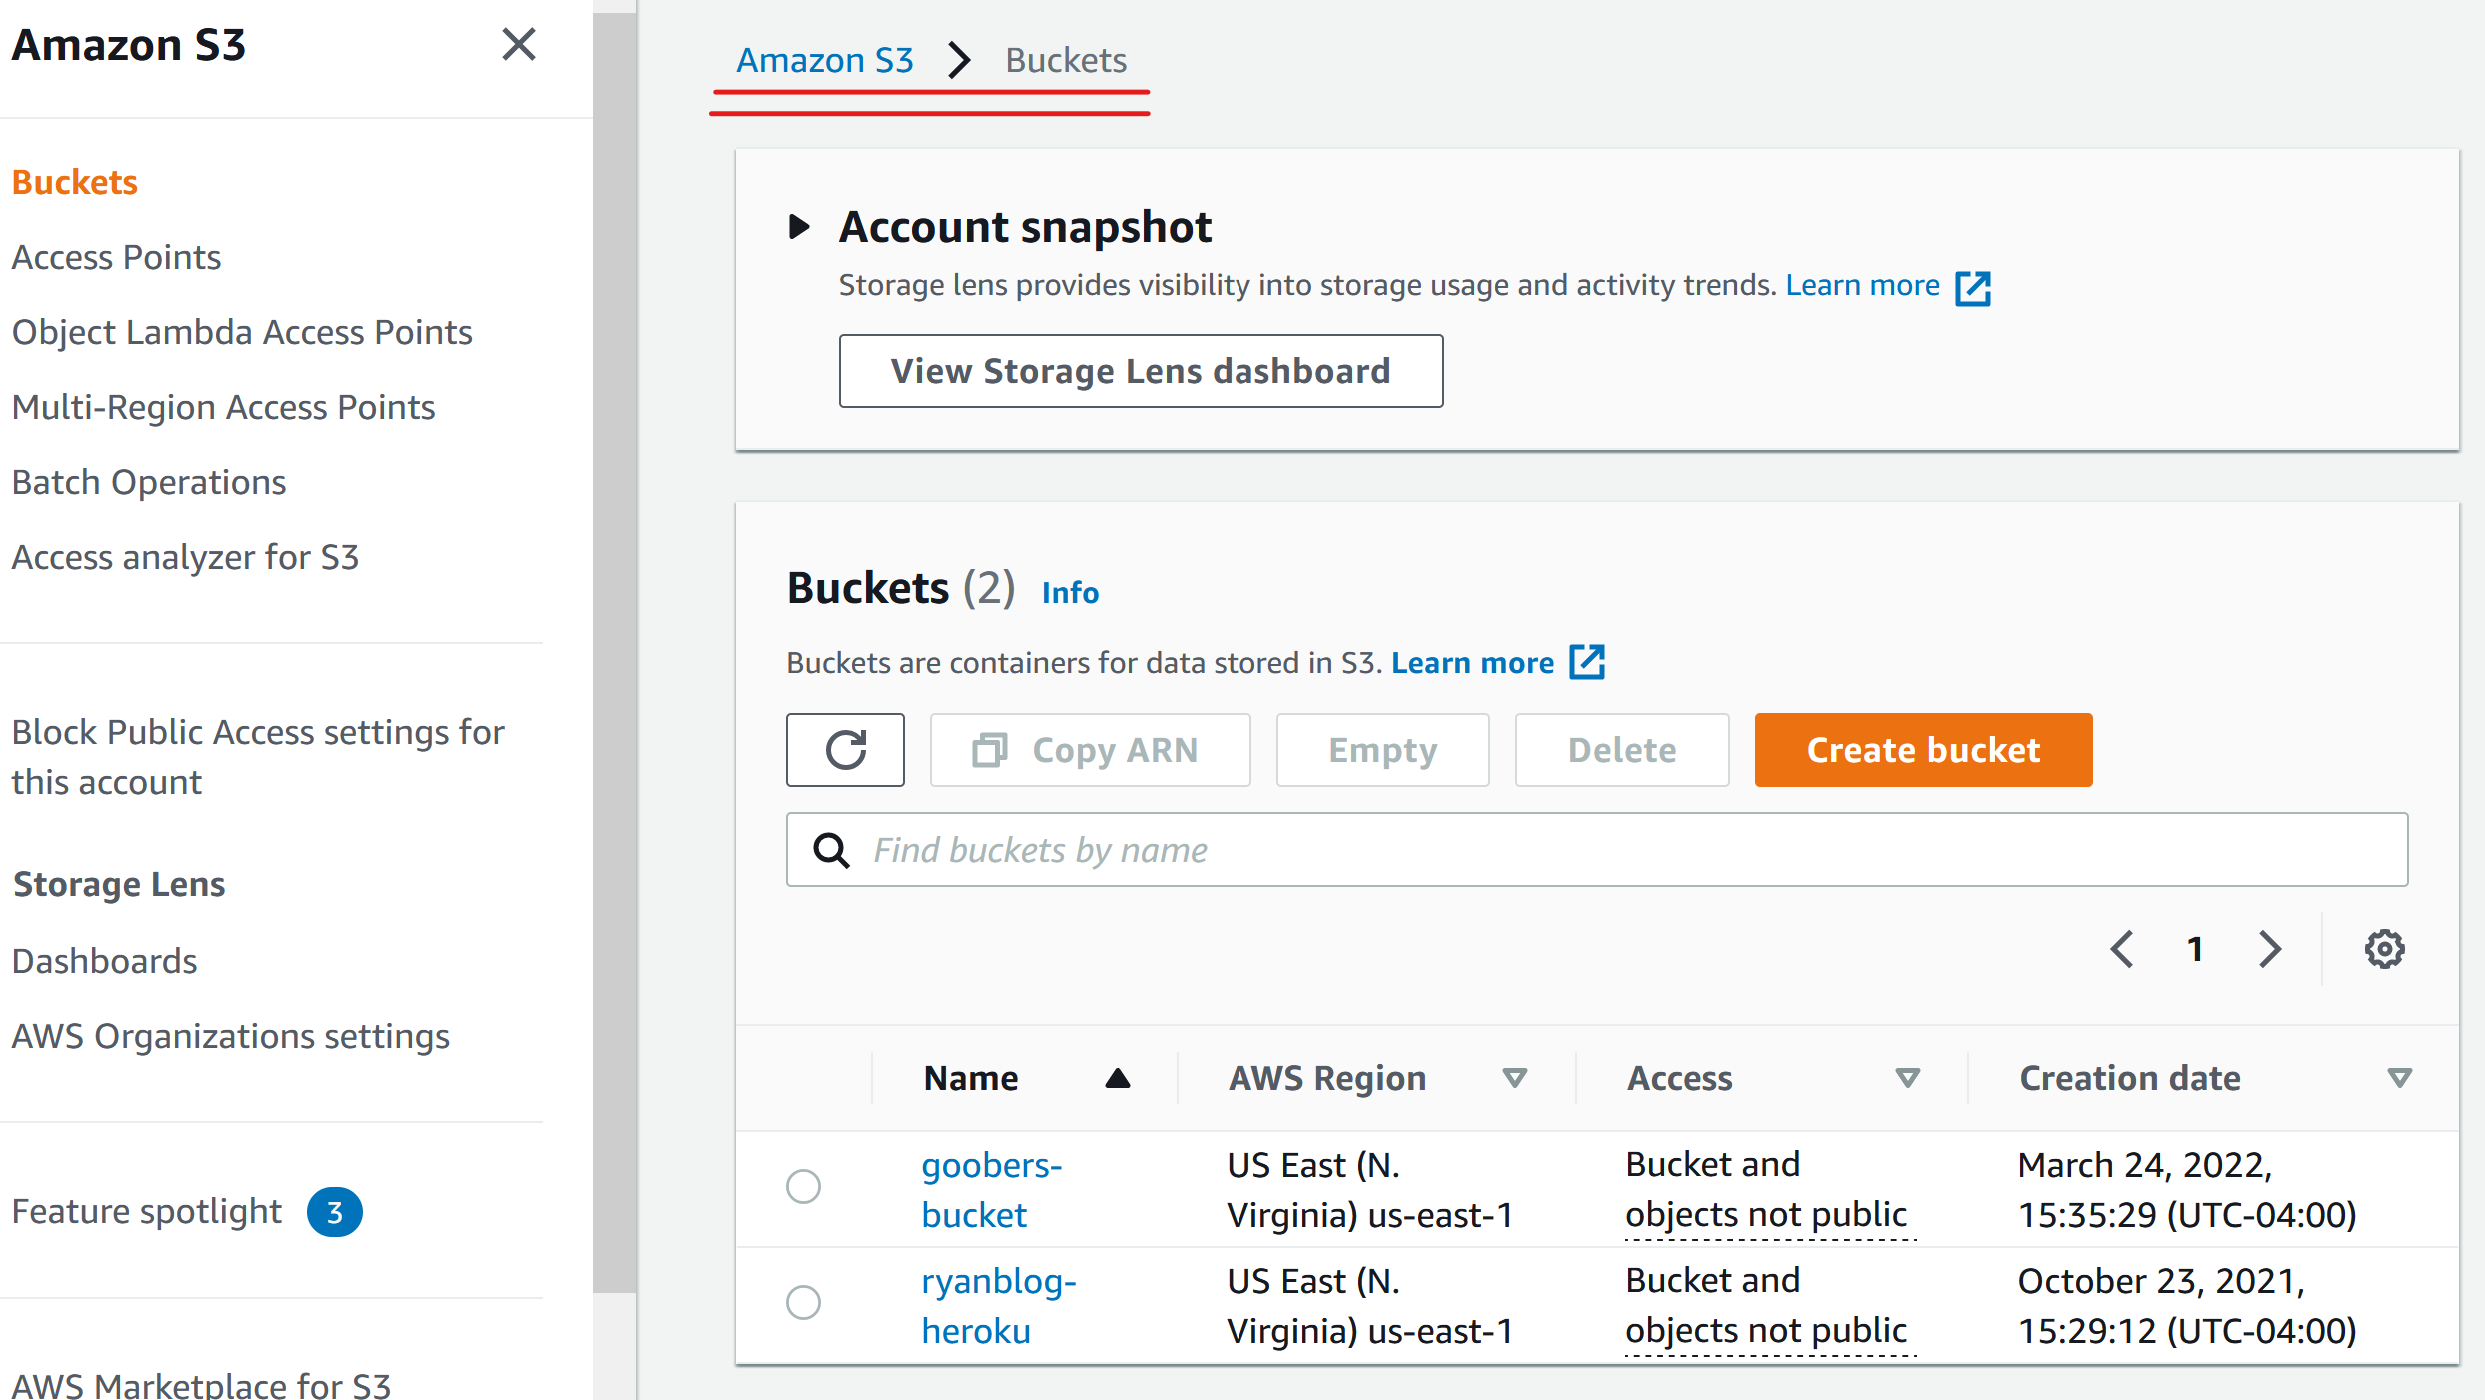 Amazon S3
Buckets
Access Points
Object Lambda Access Points
Multi-Region Access Points
Batch Operations
Access analyzer for S3
Block Public Access settings for
this account
Storage Lens
Dashboards
AWS Organizations settings
Feature spotlight 3
AWS Marketplace for S3
Amazon S3 Buckets
Account snapshot
Storage lens provides visibility into storage usage and activity trends. Learn more
View Storage Lens dashboard
Buckets (2) Info
Buckets are containers for data stored in S3. Learn more
Copy ARN Empty Delete Create bucket
Find buckets by name
1
Name AWS Region Access Creation date
goobers- US East (N. Bucket and March 24, 2022,
bucket Virginia) us-east-1 objects not public 15:35:29 (UTC-04:00)
ryanblog- US East (N. Bucket and October 23, 2021,
heroku Virginia) us-east-1 objects not public 15:29:12 (UTC-04:00)